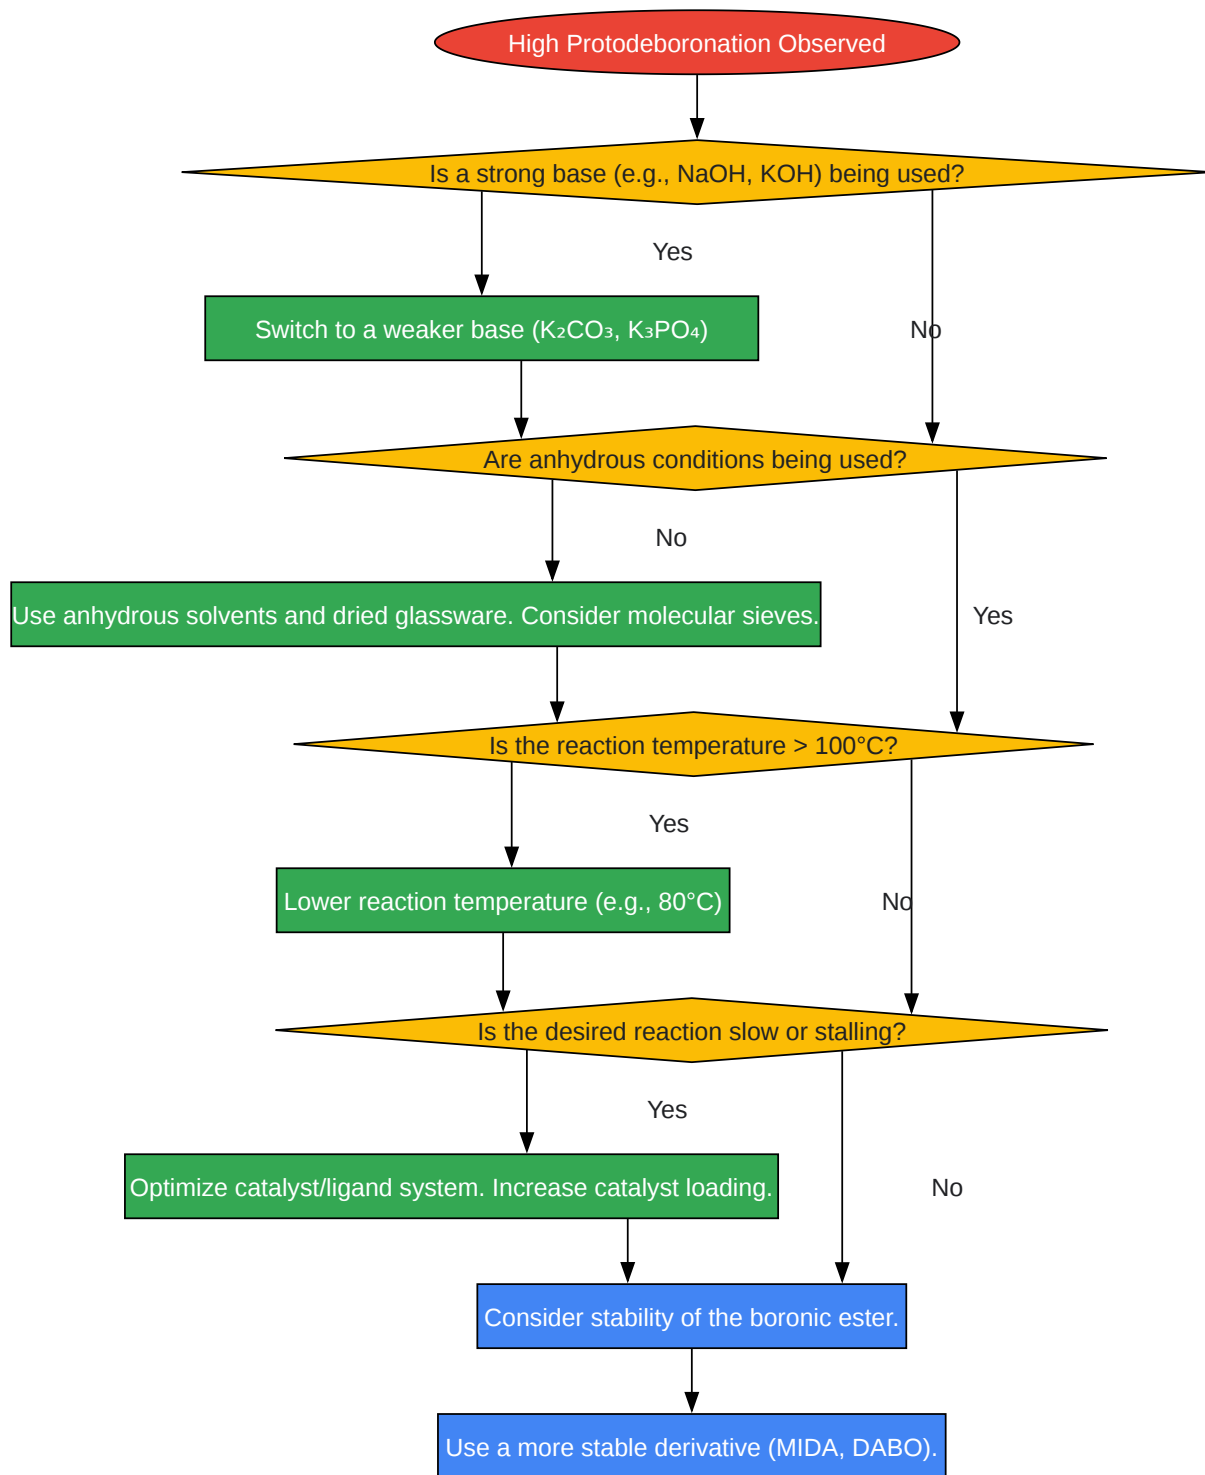 High Protodeboronation Observed
Is a strong base (e.g., NaOH, KOH) being used?
Yes
Switch to a weaker base (K₂CO₃, K₃PO₄)
No
Are anhydrous conditions being used?
No
Use anhydrous solvents and dried glassware. Consider molecular sieves.
Yes
Is the reaction temperature > 100°C?
Yes
Lower reaction temperature (e.g., 80°C)
No
Is the desired reaction slow or stalling?
Yes
Optimize catalyst/ligand system. Increase catalyst loading.
No
Consider stability of the boronic ester.
Use a more stable derivative (MIDA, DABO).